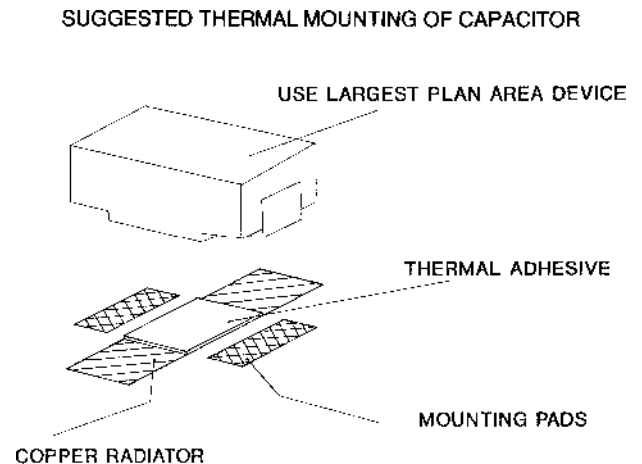 SUGGESTED THERMAL MOUNTING OF CAPACITOR
USE LARGEST PLAN AREA DEVICE
THERMAL ADHESIVE
MOUNTING PADS
COPPER RADIATOR